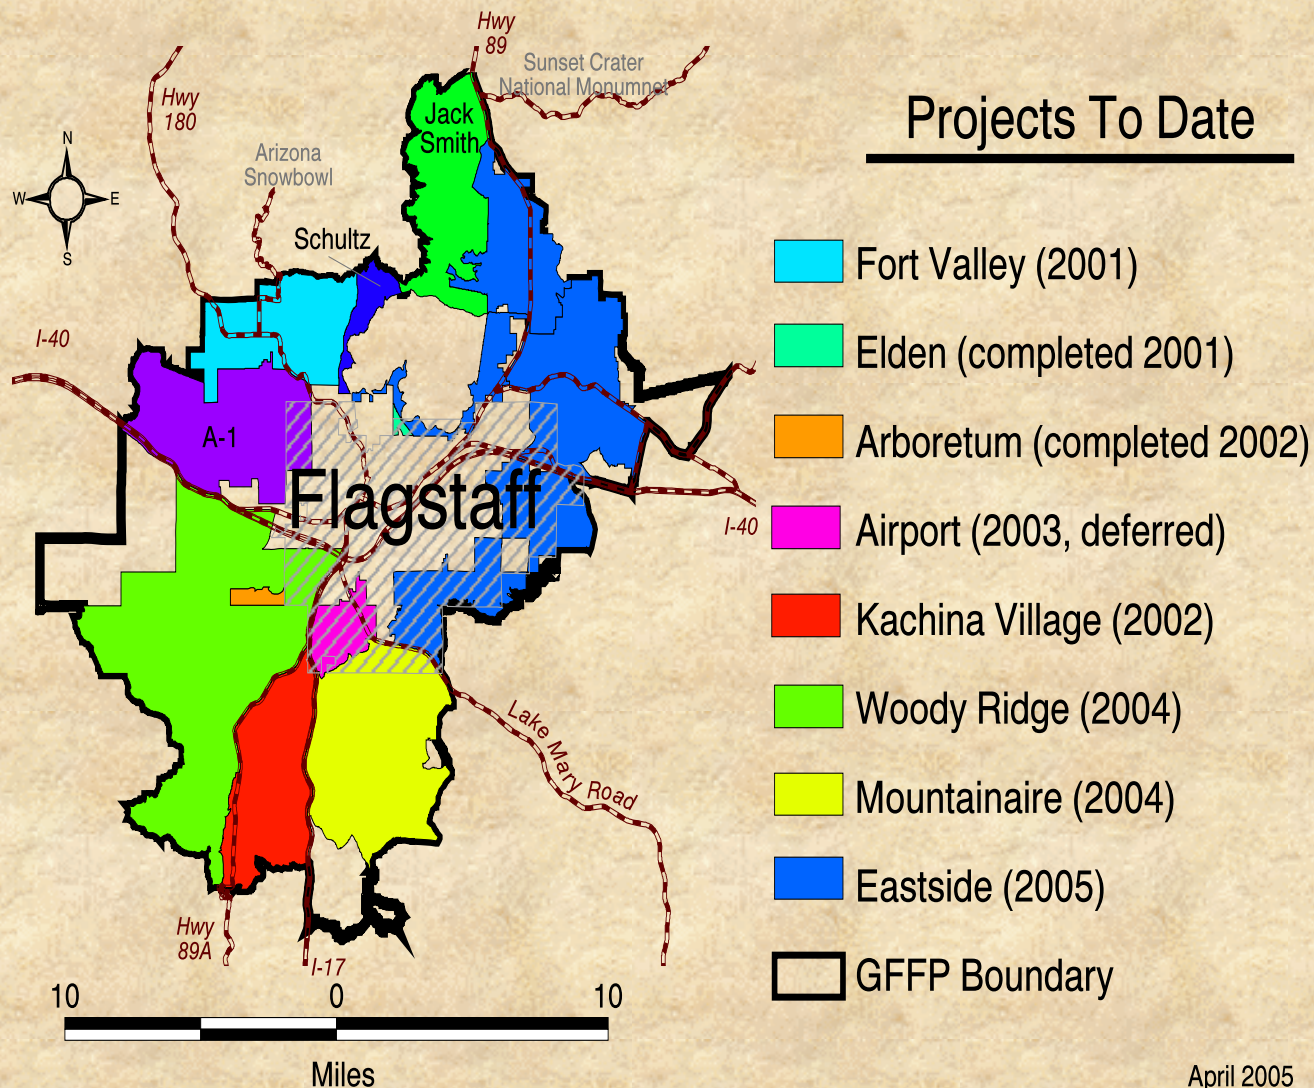 Hwy
89
Sunset Crater
National Monumnet
Hwy
180
Jack
Smith
Projects To Date
N
W
E
S
Arizona
Snowbowl
Schultz
Fort Valley (2001)
I-40
Elden (completed 2001)
A-1
Arboretum (completed 2002)
Flagstaff
I-40
Airport (2003, deferred)
Kachina Village (2002)
Woody Ridge (2004)
Lake Mary Road
Mountainaire (2004)
Eastside (2005)
Hwy
89A
I-17
GFFP Boundary
10 0 10
Miles
April 2005